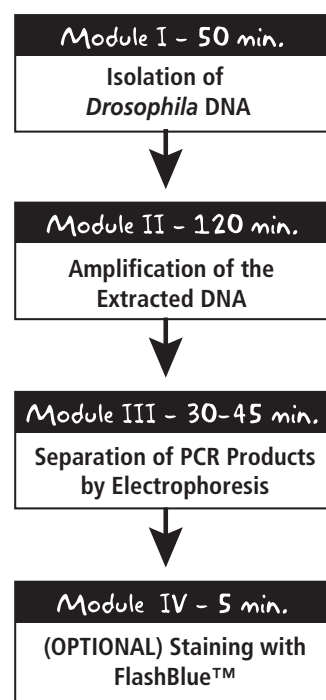 Module I - 50 min.
Isolation of
Drosophila DNA
Module II - 120 min.
Amplification of the
Extracted DNA
Module III - 30-45 min.
Separation of PCR Products
by Electrophoresis
Module IV - 5 min.
(OPTIONAL) Staining with
FlashBlue™